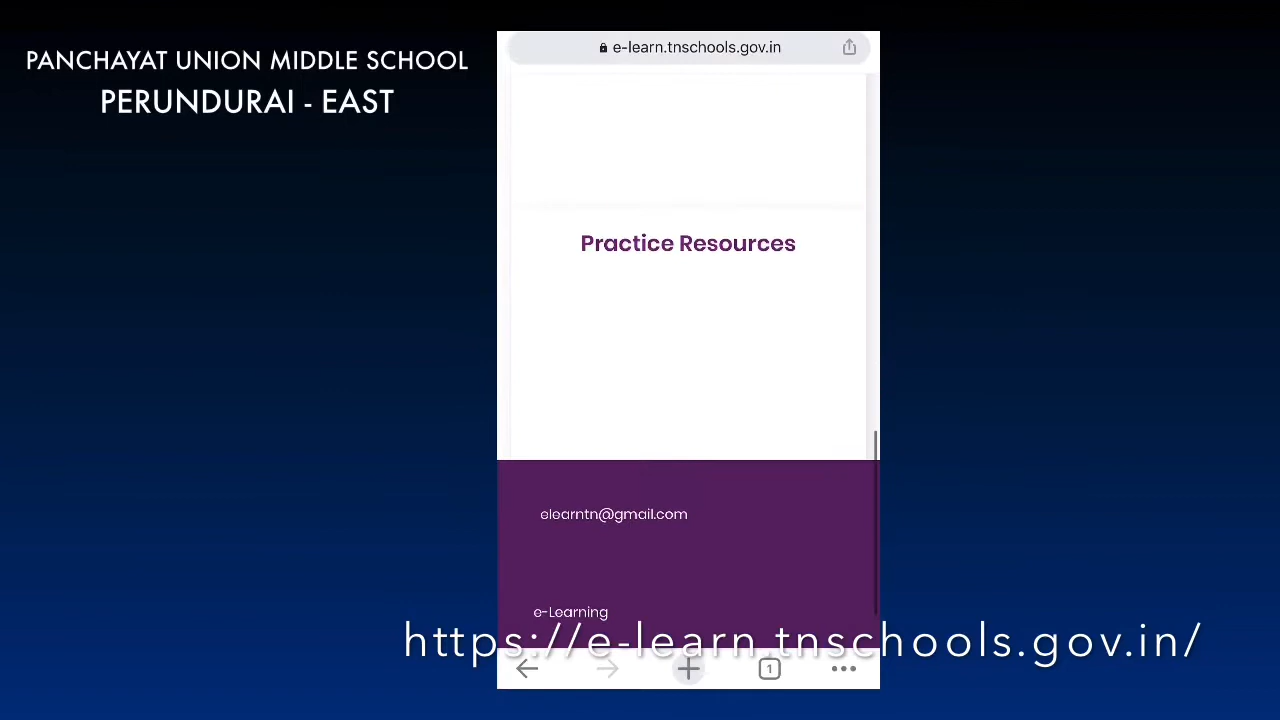 PANCHAYAT UNION MIDDLE SCHOOL
PERUNDURAI - EAST
e-learn.tnschools.gov.in
Practice Resources
elearntn@gmail.com
e-Learning
https://e-learn.tnschools.gov.in/
1